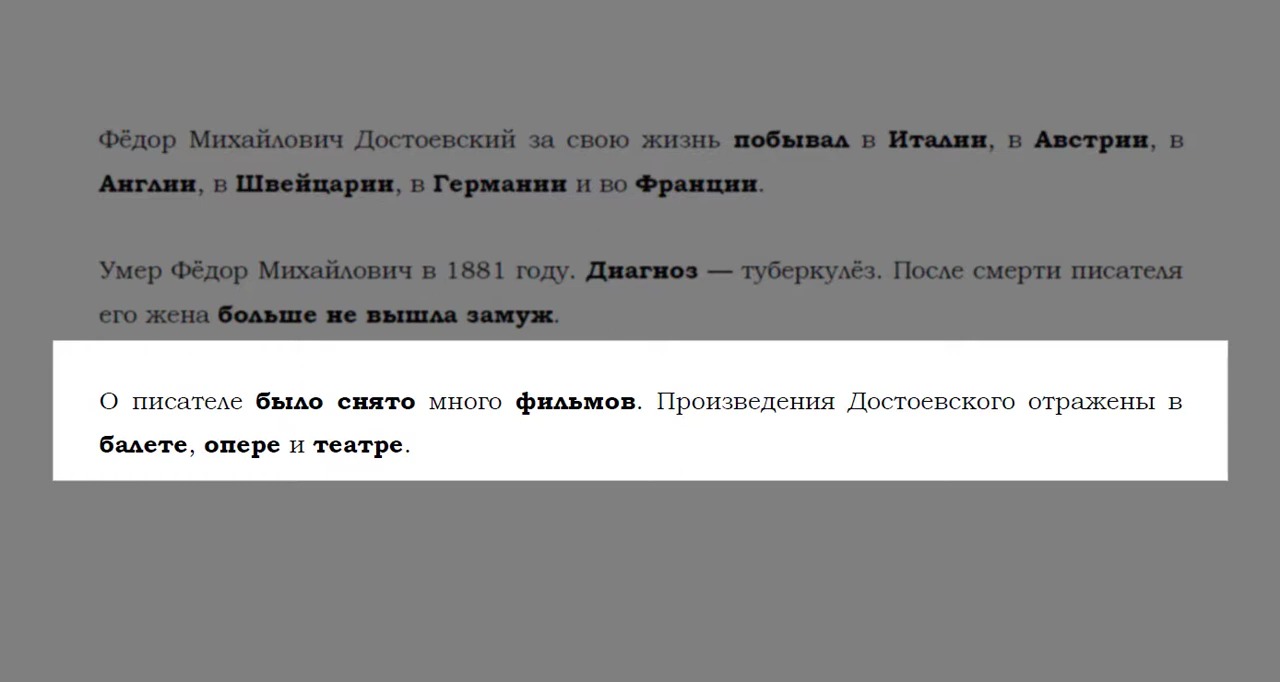 Фёдор Михайлович Достоевский за свою жизнь побывал в Италии, в Австрии, в
Англии, в Швейцарии, в Германии и во Франции.
Умер Фёдор Михайлович в 1881 году. Диагноз — туберкулёз. После смерти писателя
его жена больше не вышла замуж.
О писателе было снято много фильмов. Произведения Достоевского отражены в
балете, опере и театре.